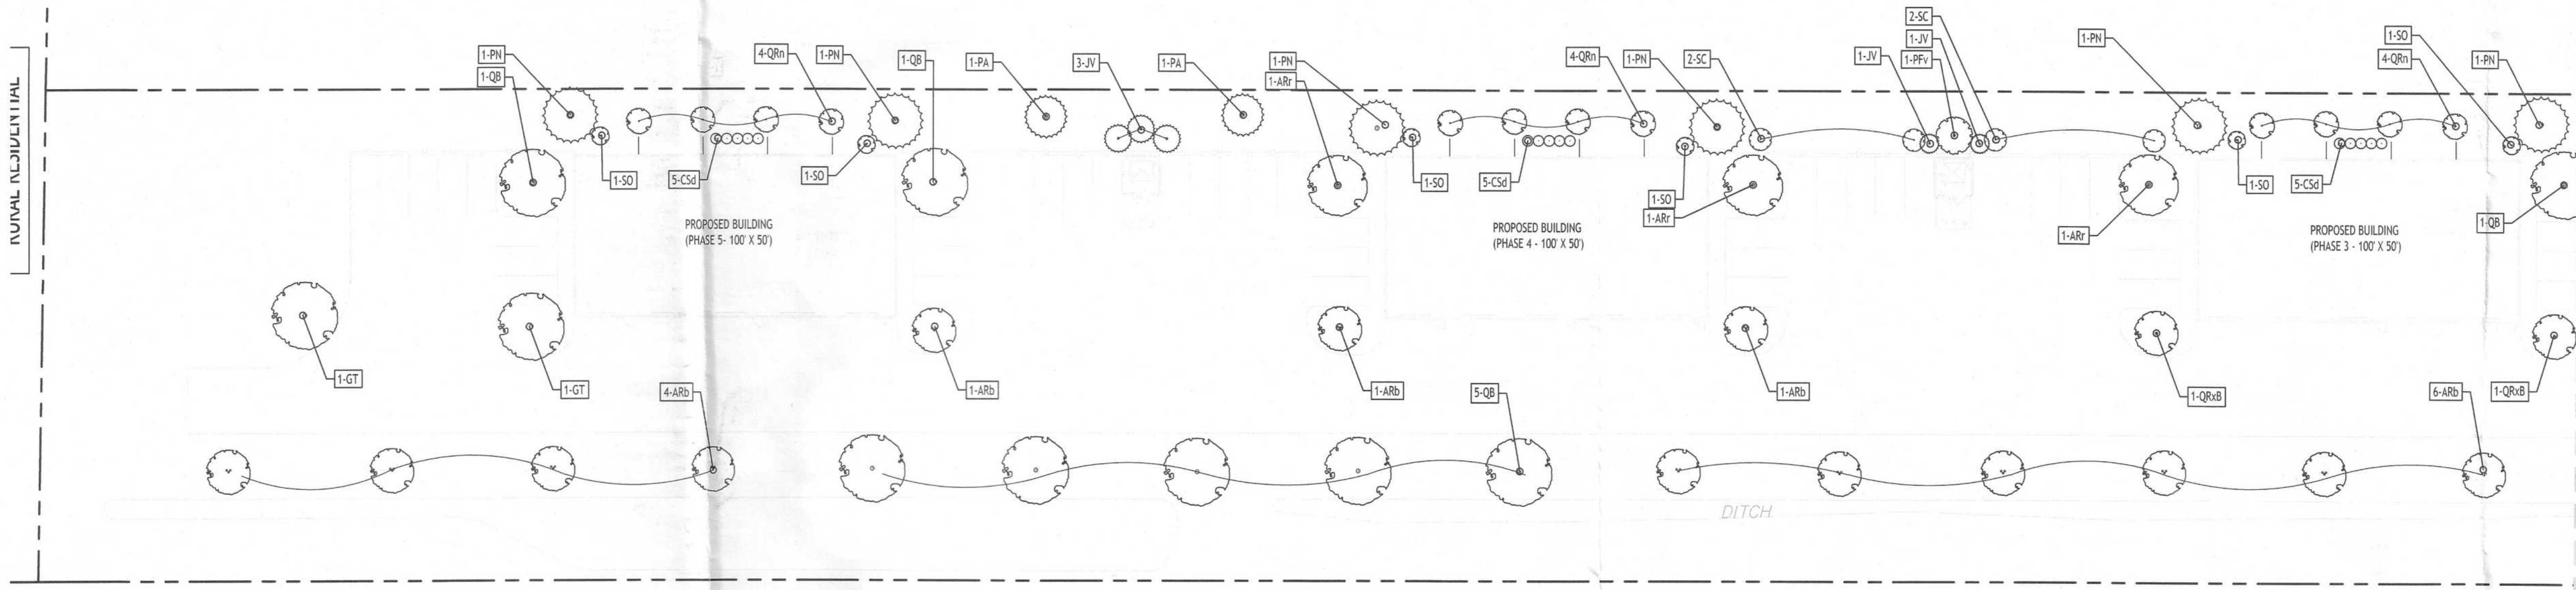 RURAL RESIDENTIAL
1-PN
1-QB
4-QRn
1-PN
1-QB
1-PA
3-JV
1-PA
1-PN
1-ARr
4-QRn
1-PN
2-SC
1-JV
2-SC
1-JV
1-PFv
1-PN
1-SO
4-QRn
1-PN
1-SO
5-CSd
1-SO
1-SO
5-CSd
1-SO
1-ARr
1-SO
5-CSd
1-QB
1-ARr
PROPOSED BUILDING
(PHASE 5- 100' X 50')
PROPOSED BUILDING
(PHASE 4 - 100' X 50')
PROPOSED BUILDING
(PHASE 3 - 100' X 50')
1-GT
1-GT
4-ARb
1-ARb
1-ARb
5-QB
1-ARb
1-QRxB
6-ARb
1-QRxB
DITCH